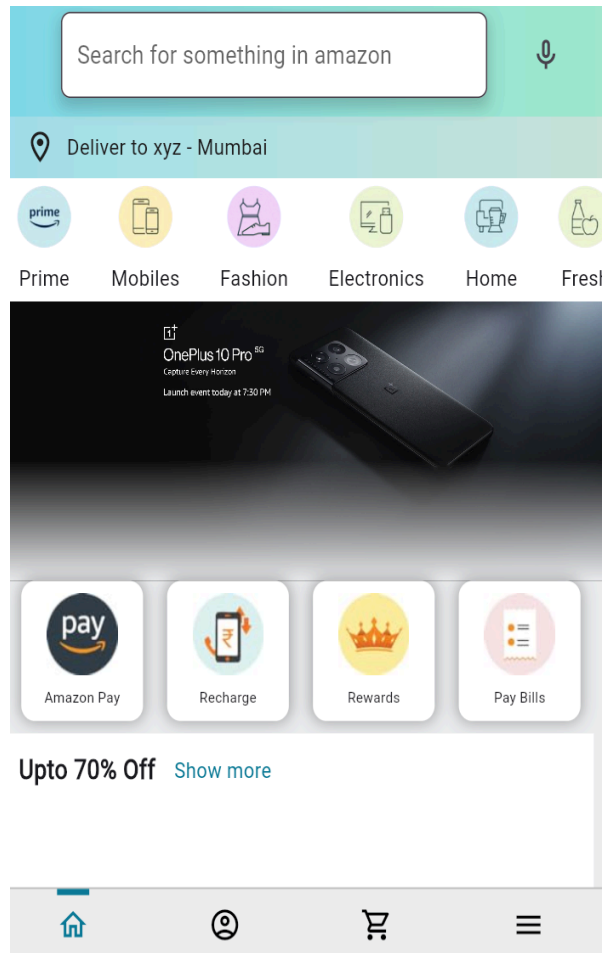 Search for something in amazon
Deliver to xyz - Mumbai
prime
Prime
Mobiles
Fashion
Electronics
Home
Fresh
1+
OnePlus 10 Pro 5G
Capture Every Horizon
Launch event today at 7:30 PM
pay
₹
Amazon Pay
Recharge
Rewards
Pay Bills
Upto 70% Off Show more